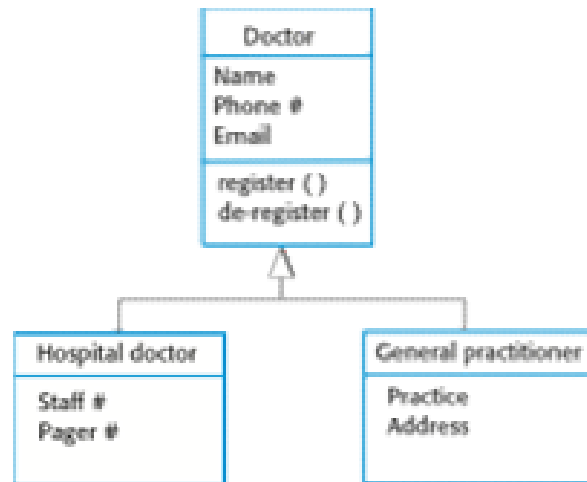 Doctor
Name
Phone #
Email
register ( )
de-register ( )
Hospital doctor
Staff #
Pager #
General practitioner
Practice
Address